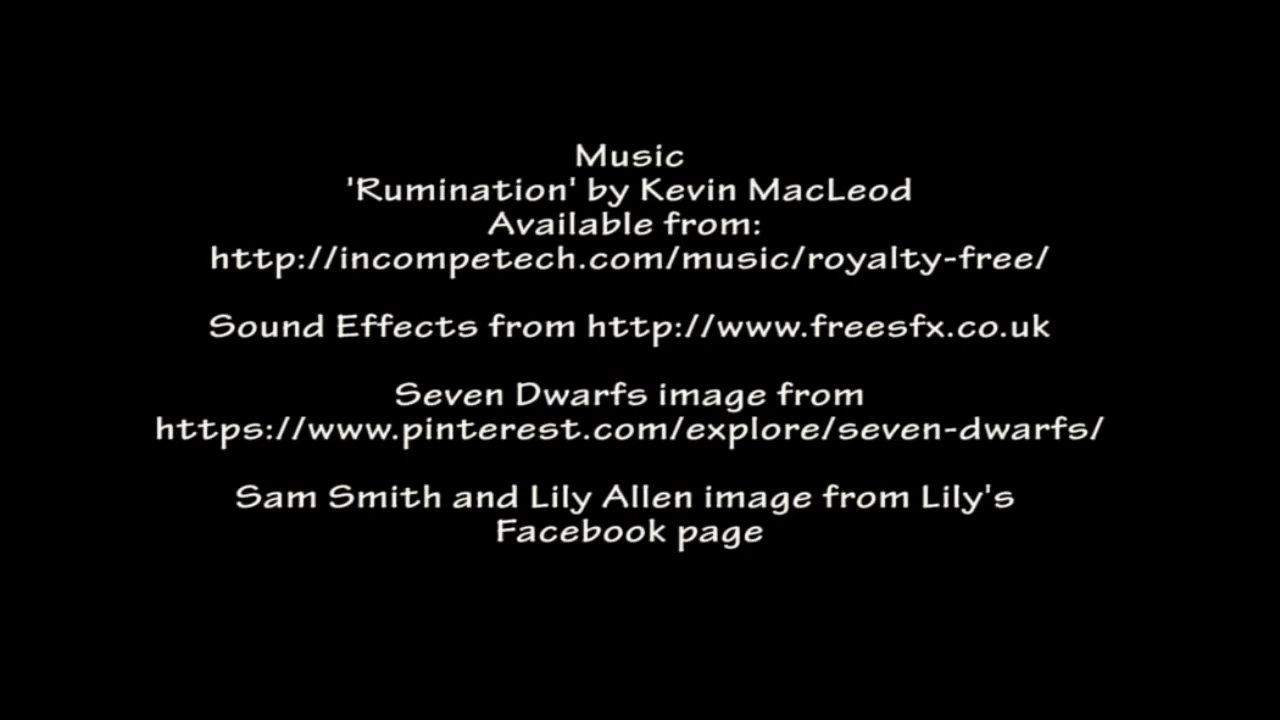 Music
'Rumination' by Kevin MacLeod
Available from:
http://incompetech.com/music/royalty-free/
Sound Effects from http://www.freesfx.co.uk
Seven Dwarfs image from
https://www.pinterest.com/explore/seven-dwarfs/
Sam Smith and Lily Allen image from Lily's
Facebook page